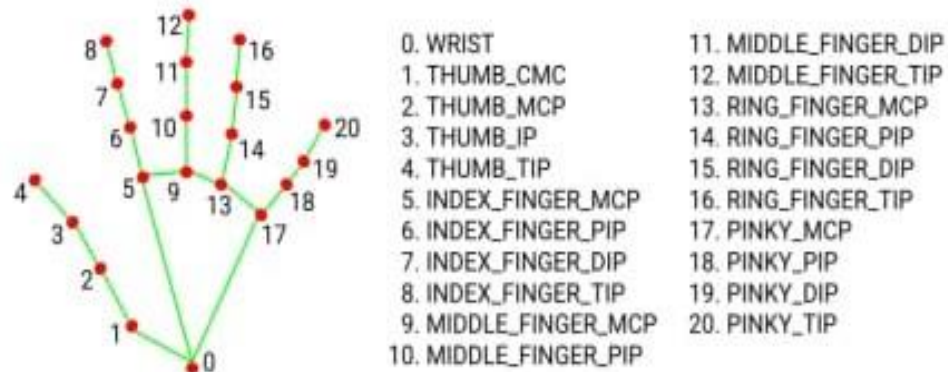 12
8
16
11
7
15
20
6
10
14
19
4
5
9
13
18
3
17
2
1
0
0. WRIST
1. THUMB_CMC
2. THUMB_MCP
3. THUMB_IP
4. THUMB_TIP
5. INDEX_FINGER_MCP
6. INDEX_FINGER_PIP
7. INDEX_FINGER_DIP
8. INDEX_FINGER_TIP
9. MIDDLE_FINGER_MCP
10. MIDDLE_FINGER_PIP
11. MIDDLE_FINGER_DIP
12. MIDDLE_FINGER_TIP
13. RING_FINGER_MCP
14. RING_FINGER_PIP
15. RING_FINGER_DIP
16. RING_FINGER_TIP
17. PINKY_MCP
18. PINKY_PIP
19. PINKY_DIP
20. PINKY_TIP